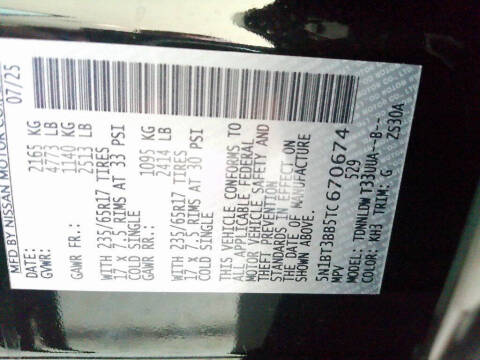 MFD BY NISSAN MOTOR CO
DATE: 07/25
GVWR: 2165 KG
4773 LB
GAWR FR.: 1140 KG
2513 LB
WITH 235/65R17 TIRES
17 x 7.5 RIMS AT 33 PSI
COLD SINGLE
GAWR RR.: 1095 KG
2414 LB
WITH 235/65R17 TIRES
17 x 7.5 RIMS AT 30 PSI
COLD SINGLE
THIS VEHICLE CONFORMS TO
ALL APPLICABLE FEDERAL
MOTOR VEHICLE SAFETY AND
THEFT PREVENTION
STANDARDS IN EFFECT ON
THE DATE OF MANUFACTURE
SHOWN ABOVE.
5N1BT3BB5TC670674
MPV 529
MODEL: TDNNLDW T33UUA--B--
COLOR: KH3 TRIM: G ZS30A